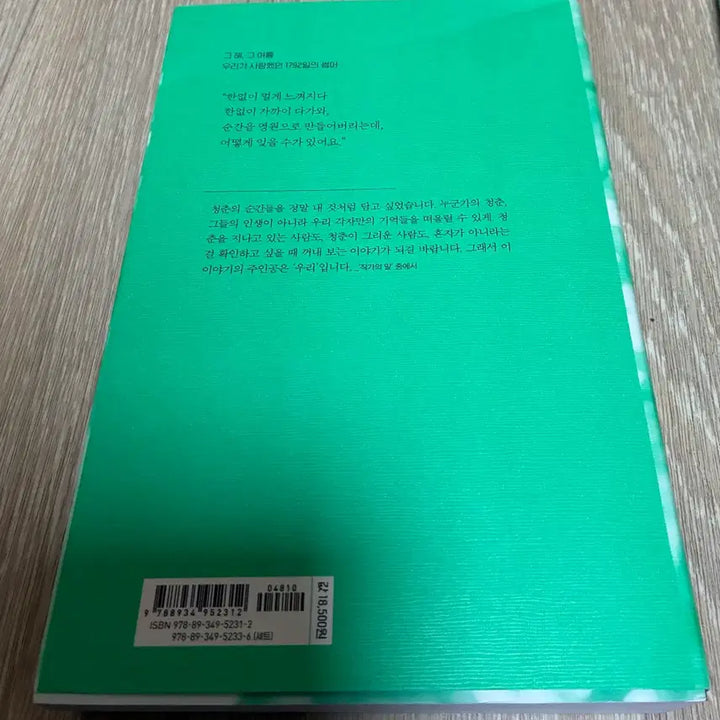 그 해, 그 여름
우리가 사랑했던 1792일의 썸머
"한없이 멀게 느껴지다
한없이 가까이 다가와,
순간을 영원으로 만들어버리는데,
어떻게 잊을 수가 있어요."
청춘의 순간들을 정말 내 것처럼 담고 싶었습니다. 누군가의 청춘,
그들의 인생이 아니라 우리 각자만의 기억들을 떠올릴 수 있게. 청
춘을 지나고 있는 사람도, 청춘이 그리운 사람도, 혼자가 아니라는
걸 확인하고 싶을 때 꺼내 보는 이야기가 되길 바랍니다. 그래서 이
이야기의 주인공은 '우리'입니다. _'작가의 말' 중에서
04810
9 788934 952312
ISBN 978-89-349-5231-2
978-89-349-5233-6 (세트)
값 18,500원